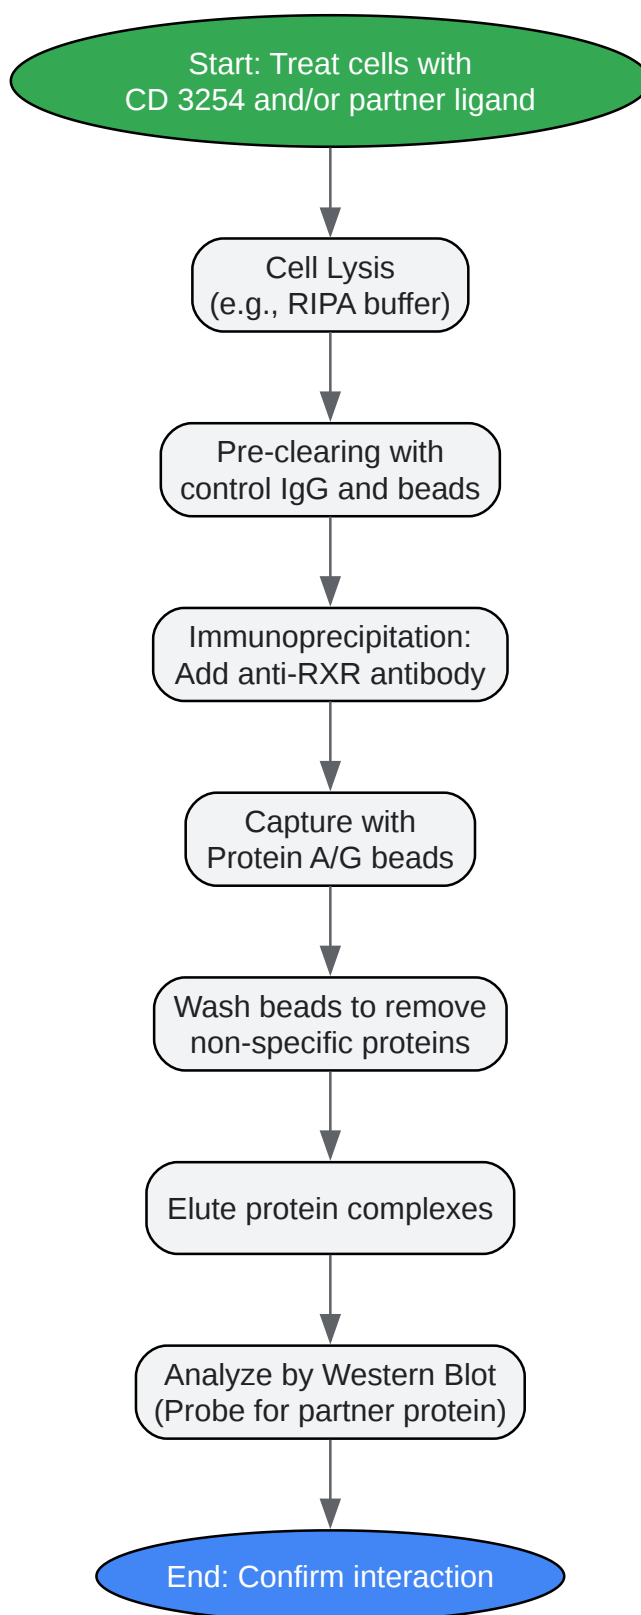 Start: Treat cells with
CD 3254 and/or partner ligand
Cell Lysis
(e.g., RIPA buffer)
Pre-clearing with
control IgG and beads
Immunoprecipitation:
Add anti-RXR antibody
Capture with
Protein A/G beads
Wash beads to remove
non-specific proteins
Elute protein complexes
Analyze by Western Blot
(Probe for partner protein)
End: Confirm interaction